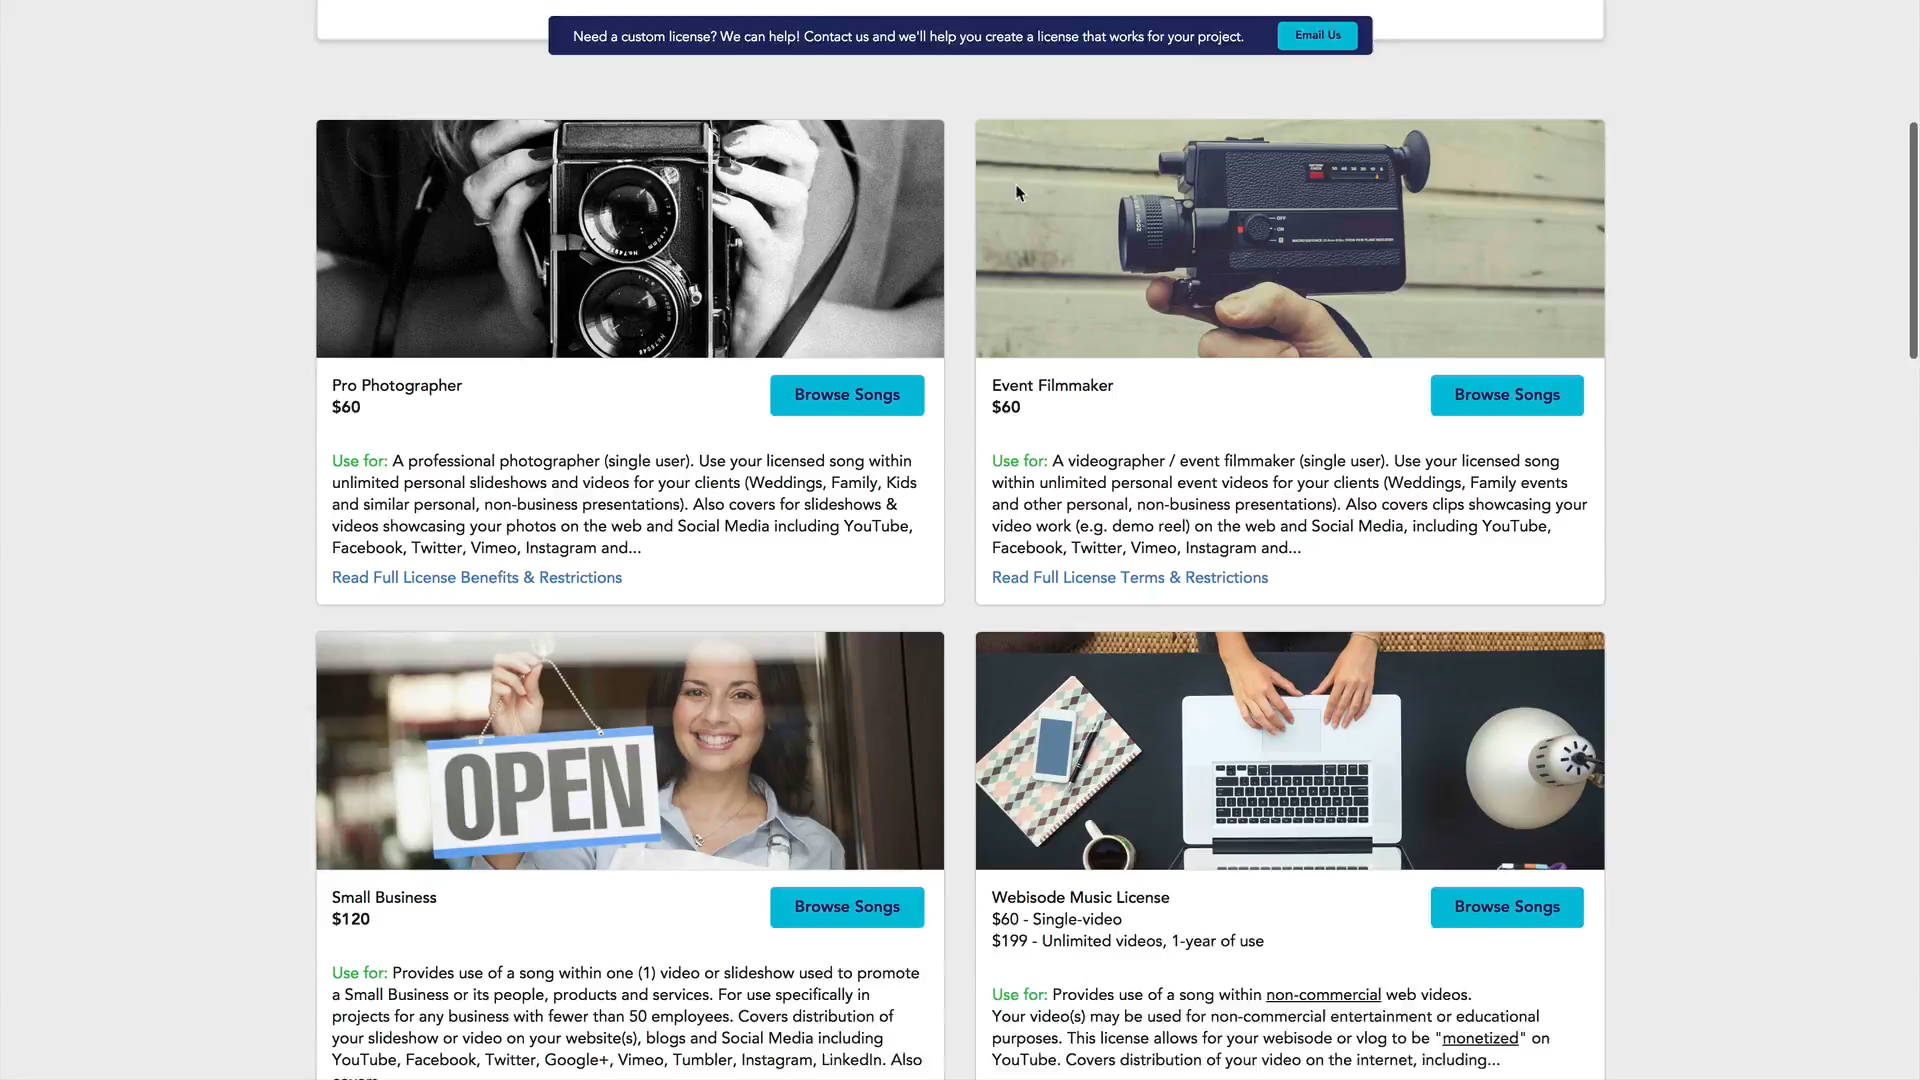 Need a custom license? We can help! Contact us and we'll help you create a license that works for your project.
Email Us
Pro Photographer
$60
Browse Songs
Use for: A professional photographer (single user). Use your licensed song within
unlimited personal slideshows and videos for your clients (Weddings, Family, Kids
and similar personal, non-business presentations). Also covers for slideshows &
videos showcasing your photos on the web and Social Media including YouTube,
Facebook, Twitter, Vimeo, Instagram and...
Read Full License Benefits & Restrictions
Event Filmmaker
$60
Browse Songs
Use for: A videographer / event filmmaker (single user). Use your licensed song
within unlimited personal event videos for your clients (Weddings, Family events
and other personal, non-business presentations). Also covers clips showcasing your
video work (e.g. demo reel) on the web and Social Media, including YouTube,
Facebook, Twitter, Vimeo, Instagram and...
Read Full License Terms & Restrictions
OPEN
Small Business
$120
Browse Songs
Use for: Provides use of a song within one (1) video or slideshow used to promote
a Small Business or its people, products and services. For use specifically in
projects for any business with fewer than 50 employees. Covers distribution of
your slideshow or video on your website(s), blogs and Social Media including
YouTube, Facebook, Twitter, Google+, Vimeo, Tumbler, Instagram, LinkedIn. Also
Webisode Music License
$60 - Single-video
$199 - Unlimited videos, 1-year of use
Browse Songs
Use for: Provides use of a song within non-commercial web videos.
Your video(s) may be used for non-commercial entertainment or educational
purposes. This license allows for your webisode or vlog to be "monetized" on
YouTube. Covers distribution of your video on the internet, including...